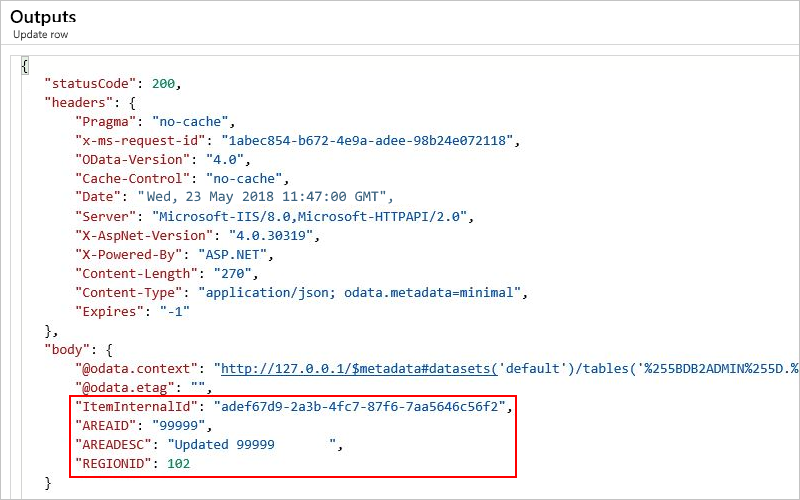 Outputs
Update row
{
"statusCode": 200,
"headers": {
"Pragma": "no-cache",
"x-ms-request-id": "1abec854-b672-4e9a-adee-98b24e072118",
"OData-Version": "4.0",
"Cache-Control": "no-cache",
"Date": "Wed, 23 May 2018 11:47:00 GMT",
"Server": "Microsoft-IIS/8.0,Microsoft-HTTPAPI/2.0",
"X-AspNet-Version": "4.0.30319",
"X-Powered-By": "ASP.NET",
"Content-Length": "270",
"Content-Type": "application/json; odata.metadata=minimal",
"Expires": "-1"
},
"body": {
"@odata.context": "http://127.0.0.1/$metadata#datasets('default')/tables('%255BDB2ADMIN%255D.%
"@odata.etag": "",
"ItemInternalId": "adef67d9-2a3b-4fc7-87f6-7aa5646c56f2",
"AREAID": "99999",
"AREADESC": "Updated 99999       ",
"REGIONID": 102
}